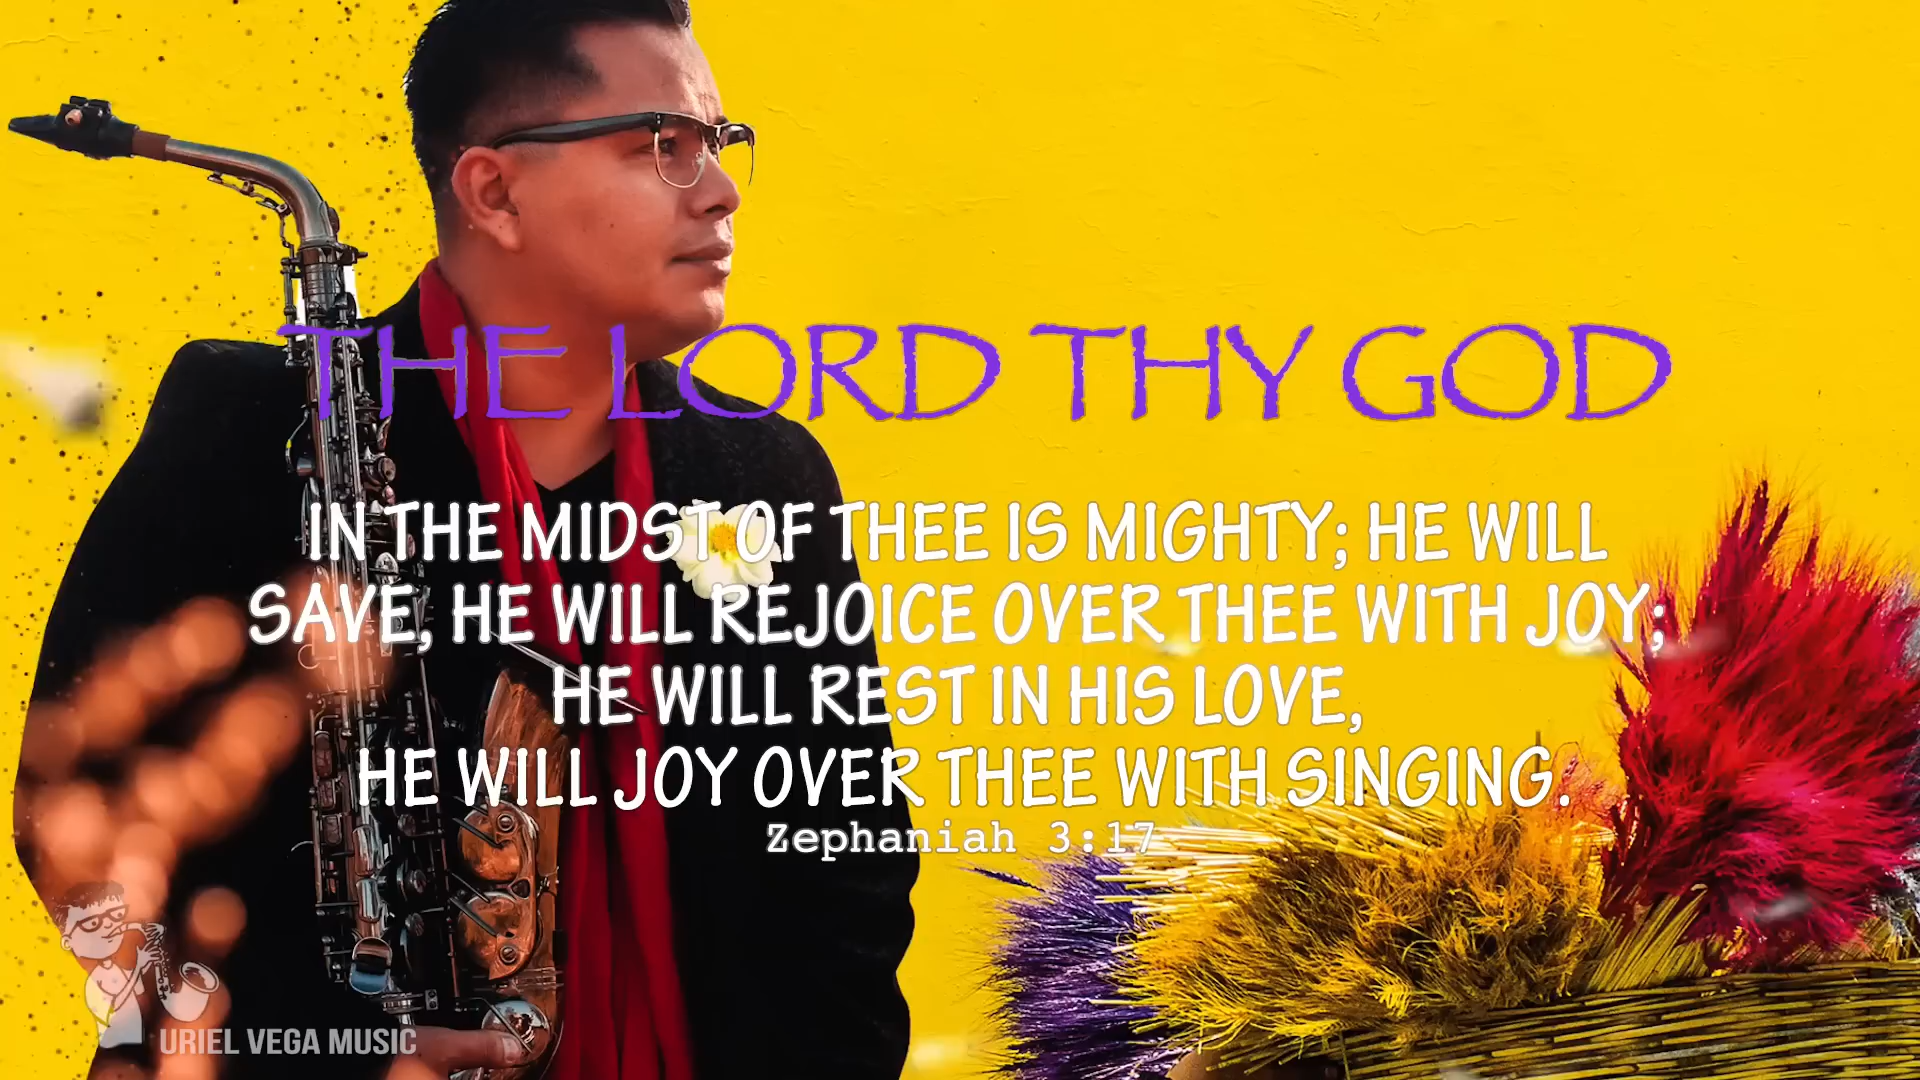 THE LORD THY GOD
IN THE MIDST OF THEE IS MIGHTY; HE WILL
SAVE, HE WILL REJOICE OVER THEE WITH JOY;
HE WILL REST IN HIS LOVE,
HE WILL JOY OVER THEE WITH SINGING.
Zephaniah 3:17
URIEL VEGA MUSIC